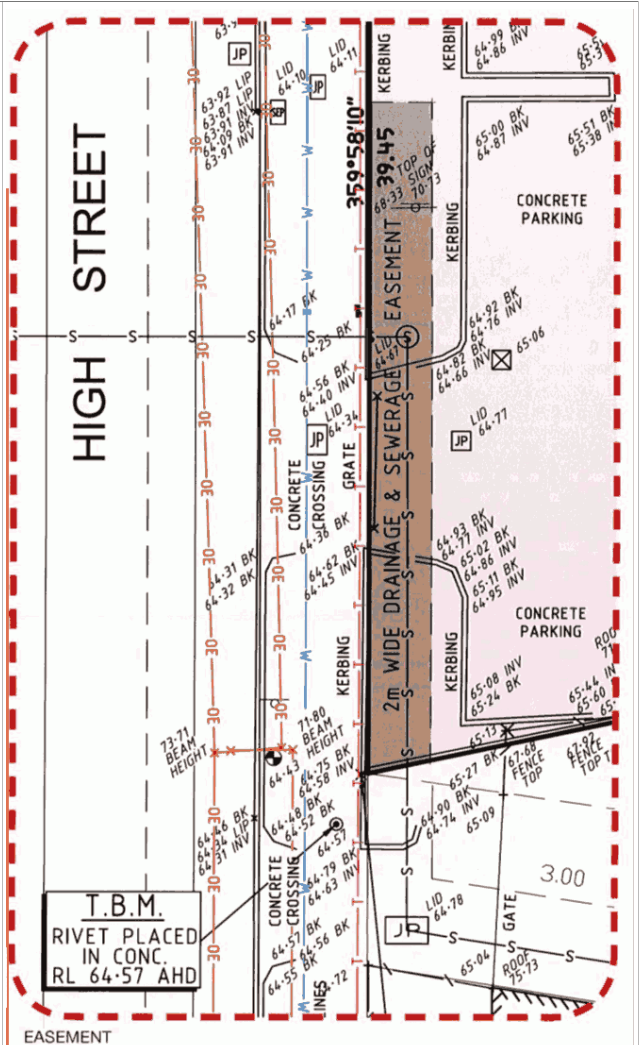 HIGH STREET
63-92 LIP
63-87 LIP
63-91 INV
64-09 BK
63-91 INV
JP
LID
64-10
SEP
LID
64-11
JP
KERBING
64-99 BK
64-86 INV
KERBIN
359°58'10"
39.45
TOP OF
SIGN
68-33
70-73
65-00 BK
64-87 INV
65-51 BK
65-38 IN
CONCRETE
PARKING
KERBING
64-17 BK
64-25 BK
64-56 BK
64-40 INV
LID
64-34
JP
LID
64-67
64-92 BK
64-76 INV
64-82 BK
64-66 INV
65-06
LID
64-77
JP
GRATE
CONCRETE
CROSSING
2m WIDE DRAINAGE & SEWERAGE EASEMENT
64-36 BK
64-62 BK
64-45 INV
64-31 BK
64-32 BK
64-93 BK
64-77 INV
65-02 BK
64-86 INV
65-11 BK
64-95 INV
CONCRETE
PARKING
KERBING
KERBING
65-08 INV
65-24 BK
65-44
65-60
65-13
73-71
BEAM
HEIGHT
71-80
BEAM
HEIGHT
64-43
64-75 BK
64-58 INV
65-27 BK
67-68
FENCE
TOP
67-92
FENCE
TOP
64-46 BK
64-34 LIP
64-31 INV
64-48 BK
64-52 BK
64-57
64-90 BK
64-74 INV
65-09
3.00
64-79 BK
64-63 INV
CONCRETE
CROSSING
LID
64-78
JP
GATE
64-57 BK
64-56 BK
64-55 BK
64-72
INES
65-04
ROOF
75-73
T.B.M.
RIVET PLACED
IN CONC.
RL 64·57 AHD
EASEMENT